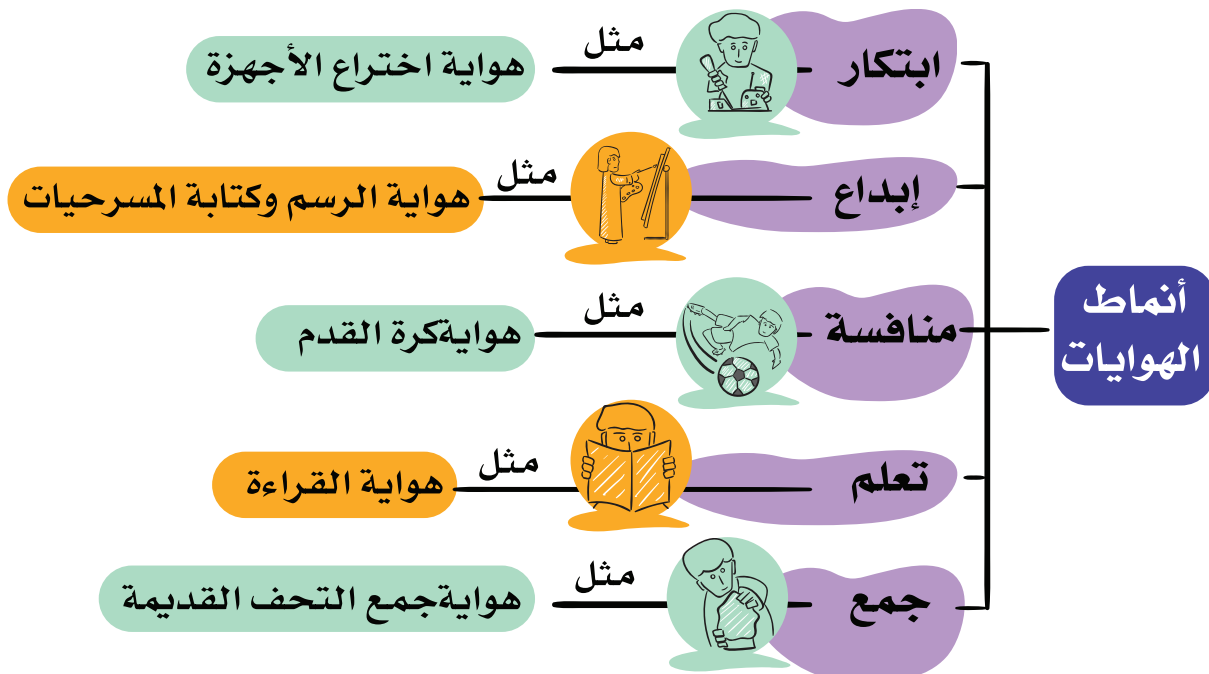 أنماط
الهوايات
ابتكار
مثل
هواية اختراع الأجهزة
إبداع
مثل
هواية الرسم وكتابة المسرحيات
منافسة
مثل
هوايةكرة القدم
تعلم
مثل
هواية القراءة
جمع
مثل
هوايةجمع التحف القديمة